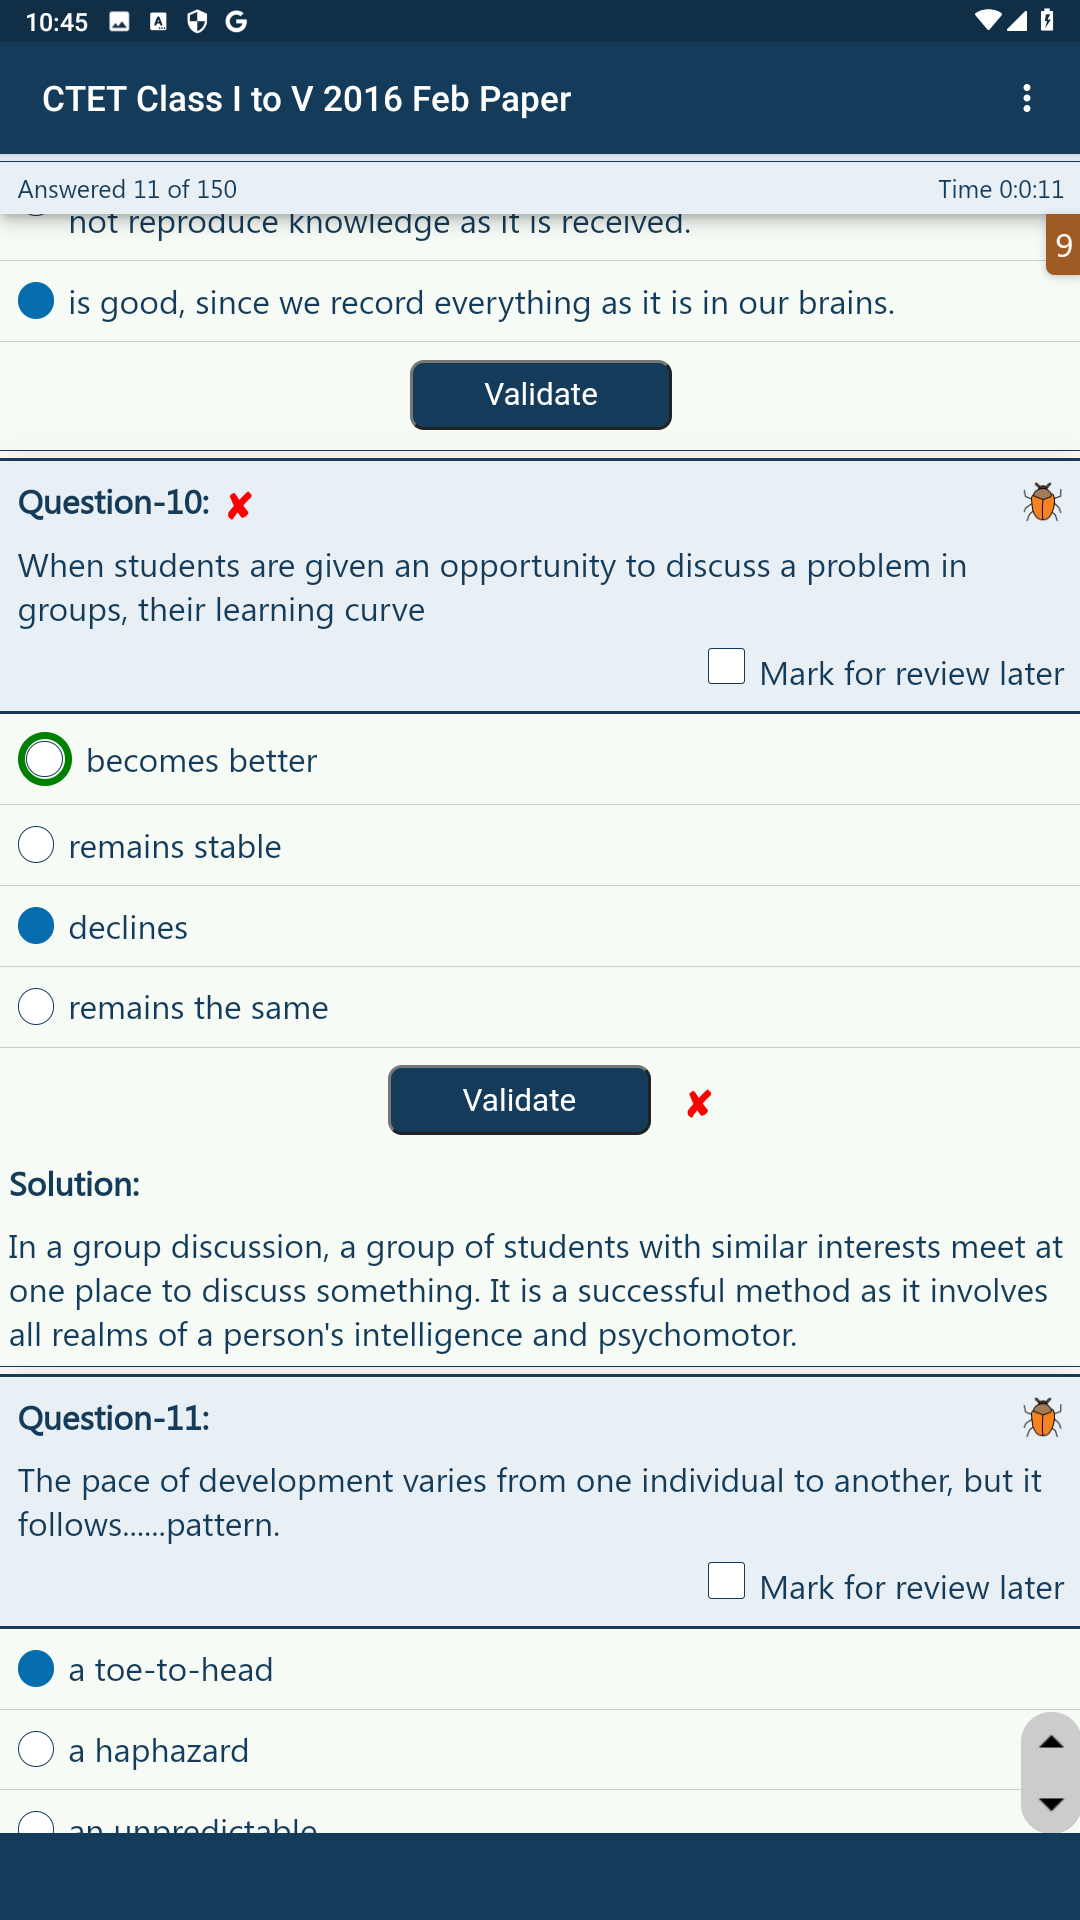 10:45
CTET Class I to V 2016 Feb Paper
Answered 11 of 150
Time 0:0:11
not reproduce knowledge as it is received.
9
is good, since we record everything as it is in our brains.
Validate
Question-10: ✘
When students are given an opportunity to discuss a problem in
groups, their learning curve
Mark for review later
becomes better
remains stable
declines
remains the same
Validate ✘
Solution:
In a group discussion, a group of students with similar interests meet at
one place to discuss something. It is a successful method as it involves
all realms of a person's intelligence and psychomotor.
Question-11:
The pace of development varies from one individual to another, but it
follows......pattern.
Mark for review later
a toe-to-head
a haphazard
an unpredictable